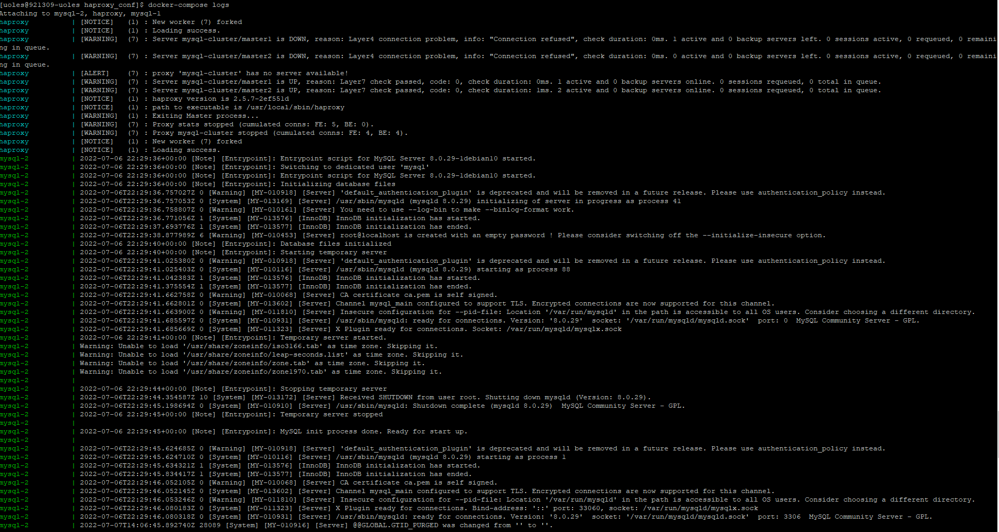 [uoles@921309-uoles haproxy_conf]$ docker-compose logs
Attaching to mysql-2, haproxy, mysql-1
haproxy | [NOTICE] (1) : New worker (7) forked
haproxy | [NOTICE] (1) : Loading success.
haproxy | [WARNING] (7) : Server mysql-cluster/master1 is DOWN, reason: Layer4 connection problem, info: "Connection refused", check duration: 0ms. 1 active and 0 backup servers left. 0 sessions active, 0 requeued, 0 remaini
ng in queue.
haproxy | [WARNING] (7) : Server mysql-cluster/master2 is DOWN, reason: Layer4 connection problem, info: "Connection refused", check duration: 0ms. 0 active and 0 backup servers left. 0 sessions active, 0 requeued, 0 remaini
ng in queue.
haproxy | [ALERT] (7) : proxy 'mysql-cluster' has no server available!
haproxy | [WARNING] (7) : Server mysql-cluster/master1 is UP, reason: Layer7 check passed, code: 0, check duration: 0ms. 1 active and 0 backup servers online. 0 sessions requeued, 0 total in queue.
haproxy | [WARNING] (7) : Server mysql-cluster/master2 is UP, reason: Layer7 check passed, code: 0, check duration: 1ms. 2 active and 0 backup servers online. 0 sessions requeued, 0 total in queue.
haproxy | [NOTICE] (1) : haproxy version is 2.5.7-2ef551d
haproxy | [NOTICE] (1) : path to executable is /usr/local/sbin/haproxy
haproxy | [WARNING] (1) : Exiting Master process...
haproxy | [WARNING] (7) : Proxy stats stopped (cumulated conns: FE: 5, BE: 0).
haproxy | [WARNING] (7) : Proxy mysql-cluster stopped (cumulated conns: FE: 4, BE: 4).
haproxy | [NOTICE] (1) : New worker (7) forked
haproxy | [NOTICE] (1) : Loading success.
mysql-2 | 2022-07-06 22:29:36+00:00 [Note] [Entrypoint]: Entrypoint script for MySQL Server 8.0.29-1debian10 started.
mysql-2 | 2022-07-06 22:29:36+00:00 [Note] [Entrypoint]: Switching to dedicated user 'mysql'
mysql-2 | 2022-07-06 22:29:36+00:00 [Note] [Entrypoint]: Entrypoint script for MySQL Server 8.0.29-1debian10 started.
mysql-2 | 2022-07-06 22:29:36+00:00 [Note] [Entrypoint]: Initializing database files
mysql-2 | 2022-07-06T22:29:36.757027Z 0 [Warning] [MY-010918] [Server] 'default_authentication_plugin' is deprecated and will be removed in a future release. Please use authentication_policy instead.
mysql-2 | 2022-07-06T22:29:36.757053Z 0 [System] [MY-013169] [Server] /usr/sbin/mysqld (mysqld 8.0.29) initializing of server in progress as process 41
mysql-2 | 2022-07-06T22:29:36.758807Z 0 [Warning] [MY-010161] [Server] You need to use --log-bin to make --binlog-format work.
mysql-2 | 2022-07-06T22:29:36.771056Z 1 [System] [MY-013576] [InnoDB] InnoDB initialization has started.
mysql-2 | 2022-07-06T22:29:37.693776Z 1 [System] [MY-013577] [InnoDB] InnoDB initialization has ended.
mysql-2 | 2022-07-06T22:29:38.877989Z 6 [Warning] [MY-010453] [Server] root@localhost is created with an empty password ! Please consider switching off the --initialize-insecure option.
mysql-2 | 2022-07-06 22:29:40+00:00 [Note] [Entrypoint]: Database files initialized
mysql-2 | 2022-07-06 22:29:40+00:00 [Note] [Entrypoint]: Starting temporary server
mysql-2 | 2022-07-06T22:29:41.025380Z 0 [Warning] [MY-010918] [Server] 'default_authentication_plugin' is deprecated and will be removed in a future release. Please use authentication_policy instead.
mysql-2 | 2022-07-06T22:29:41.025403Z 0 [System] [MY-010116] [Server] /usr/sbin/mysqld (mysqld 8.0.29) starting as process 88
mysql-2 | 2022-07-06T22:29:41.042383Z 1 [System] [MY-013576] [InnoDB] InnoDB initialization has started.
mysql-2 | 2022-07-06T22:29:41.375554Z 1 [System] [MY-013577] [InnoDB] InnoDB initialization has ended.
mysql-2 | 2022-07-06T22:29:41.662758Z 0 [Warning] [MY-010068] [Server] CA certificate ca.pem is self signed.
mysql-2 | 2022-07-06T22:29:41.662801Z 0 [System] [MY-013602] [Server] Channel mysql_main configured to support TLS. Encrypted connections are now supported for this channel.
mysql-2 | 2022-07-06T22:29:41.663900Z 0 [Warning] [MY-011810] [Server] Insecure configuration for --pid-file: Location '/var/run/mysqld' in the path is accessible to all OS users. Consider choosing a different directory.
mysql-2 | 2022-07-06T22:29:41.685597Z 0 [System] [MY-010931] [Server] /usr/sbin/mysqld: ready for connections. Version: '8.0.29' socket: '/var/run/mysqld/mysqld.sock' port: 0 MySQL Community Server - GPL.
mysql-2 | 2022-07-06T22:29:41.685669Z 0 [System] [MY-011323] [Server] X Plugin ready for connections. Socket: /var/run/mysqld/mysqlx.sock
mysql-2 | 2022-07-06 22:29:41+00:00 [Note] [Entrypoint]: Temporary server started.
mysql-2 | Warning: Unable to load '/usr/share/zoneinfo/iso3166.tab' as time zone. Skipping it.
mysql-2 | Warning: Unable to load '/usr/share/zoneinfo/leap-seconds.list' as time zone. Skipping it.
mysql-2 | Warning: Unable to load '/usr/share/zoneinfo/zone.tab' as time zone. Skipping it.
mysql-2 | Warning: Unable to load '/usr/share/zoneinfo/zone1970.tab' as time zone. Skipping it.
mysql-2 |
mysql-2 | 2022-07-06 22:29:44+00:00 [Note] [Entrypoint]: Stopping temporary server
mysql-2 | 2022-07-06T22:29:44.354587Z 10 [System] [MY-013172] [Server] Received SHUTDOWN from user root. Shutting down mysqld (Version: 8.0.29).
mysql-2 | 2022-07-06T22:29:45.198694Z 0 [System] [MY-010910] [Server] /usr/sbin/mysqld: Shutdown complete (mysqld 8.0.29) MySQL Community Server - GPL.
mysql-2 | 2022-07-06 22:29:45+00:00 [Note] [Entrypoint]: Temporary server stopped
mysql-2 |
mysql-2 | 2022-07-06 22:29:45+00:00 [Note] [Entrypoint]: MySQL init process done. Ready for start up.
mysql-2 |
mysql-2 | 2022-07-06T22:29:45.624685Z 0 [Warning] [MY-010918] [Server] 'default_authentication_plugin' is deprecated and will be removed in a future release. Please use authentication_policy instead.
mysql-2 | 2022-07-06T22:29:45.624710Z 0 [System] [MY-010116] [Server] /usr/sbin/mysqld (mysqld 8.0.29) starting as process 1
mysql-2 | 2022-07-06T22:29:45.634321Z 1 [System] [MY-013576] [InnoDB] InnoDB initialization has started.
mysql-2 | 2022-07-06T22:29:45.834417Z 1 [System] [MY-013577] [InnoDB] InnoDB initialization has ended.
mysql-2 | 2022-07-06T22:29:46.052105Z 0 [Warning] [MY-010068] [Server] CA certificate ca.pem is self signed.
mysql-2 | 2022-07-06T22:29:46.052145Z 0 [System] [MY-013602] [Server] Channel mysql_main configured to support TLS. Encrypted connections are now supported for this channel.
mysql-2 | 2022-07-06T22:29:46.053246Z 0 [Warning] [MY-011810] [Server] Insecure configuration for --pid-file: Location '/var/run/mysqld' in the path is accessible to all OS users. Consider choosing a different directory.
mysql-2 | 2022-07-06T22:29:46.080183Z 0 [System] [MY-011323] [Server] X Plugin ready for connections. Bind-address: '::' port: 33060, socket: /var/run/mysqld/mysqlx.sock
mysql-2 | 2022-07-06T22:29:46.080318Z 0 [System] [MY-010931] [Server] /usr/sbin/mysqld: ready for connections. Version: '8.0.29' socket: '/var/run/mysqld/mysqld.sock' port: 3306 MySQL Community Server - GPL.
mysql-2 | 2022-07-07T14:06:45.892740Z 28089 [System] [MY-010916] [Server] @@GLOBAL.GTID_PURGED was changed from '' to ''.